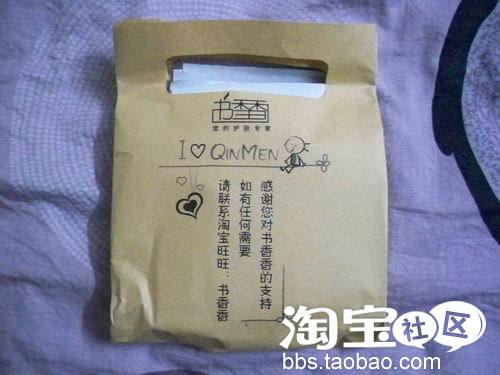 书香香
您的护肤专家
I ♡ QINMEN
感谢您对书香香的支持
如有任何需要
请联系淘宝旺旺：书香香
淘宝社区
bbs.taobao.com